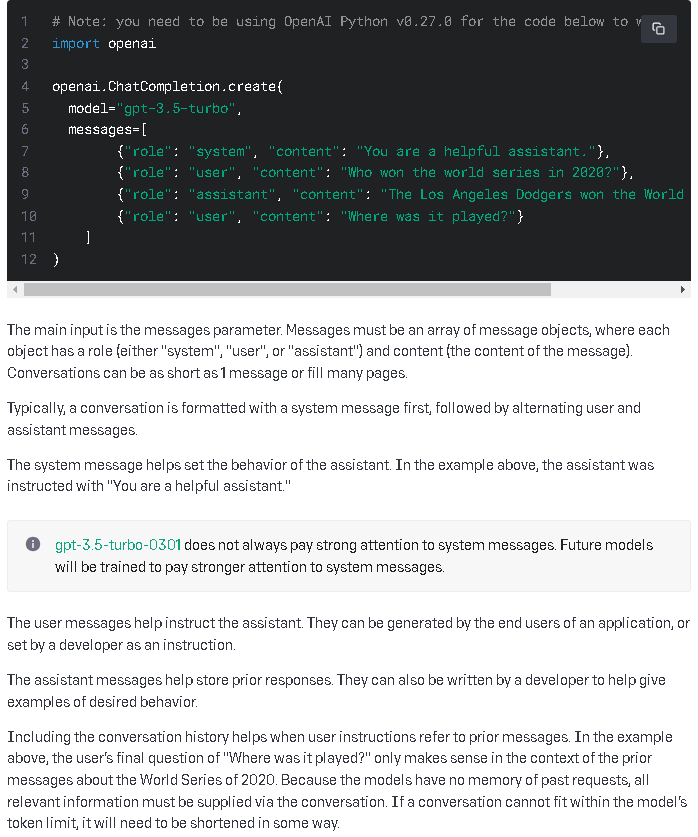 1 # Note: you need to be using OpenAI Python v0.27.0 for the code below to w
2 import openai
3
4 openai.ChatCompletion.create(
5 model="gpt-3.5-turbo",
6 messages=[
7 {"role": "system", "content": "You are a helpful assistant."},
8 {"role": "user", "content": "Who won the world series in 2020?"},
9 {"role": "assistant", "content": "The Los Angeles Dodgers won the World
10 {"role": "user", "content": "Where was it played?"}
11 ]
12 )
The main input is the messages parameter. Messages must be an array of message objects, where each
object has a role (either "system", "user", or "assistant") and content (the content of the message).
Conversations can be as short as 1 message or fill many pages.
Typically, a conversation is formatted with a system message first, followed by alternating user and
assistant messages.
The system message helps set the behavior of the assistant. In the example above, the assistant was
instructed with "You are a helpful assistant."
gpt-3.5-turbo-0301 does not always pay strong attention to system messages. Future models
will be trained to pay stronger attention to system messages.
The user messages help instruct the assistant. They can be generated by the end users of an application, or
set by a developer as an instruction.
The assistant messages help store prior responses. They can also be written by a developer to help give
examples of desired behavior.
Including the conversation history helps when user instructions refer to prior messages. In the example
above, the user's final question of "Where was it played?" only makes sense in the context of the prior
messages about the World Series of 2020. Because the models have no memory of past requests, all
relevant information must be supplied via the conversation. If a conversation cannot fit within the model's
token limit, it will need to be shortened in some way.